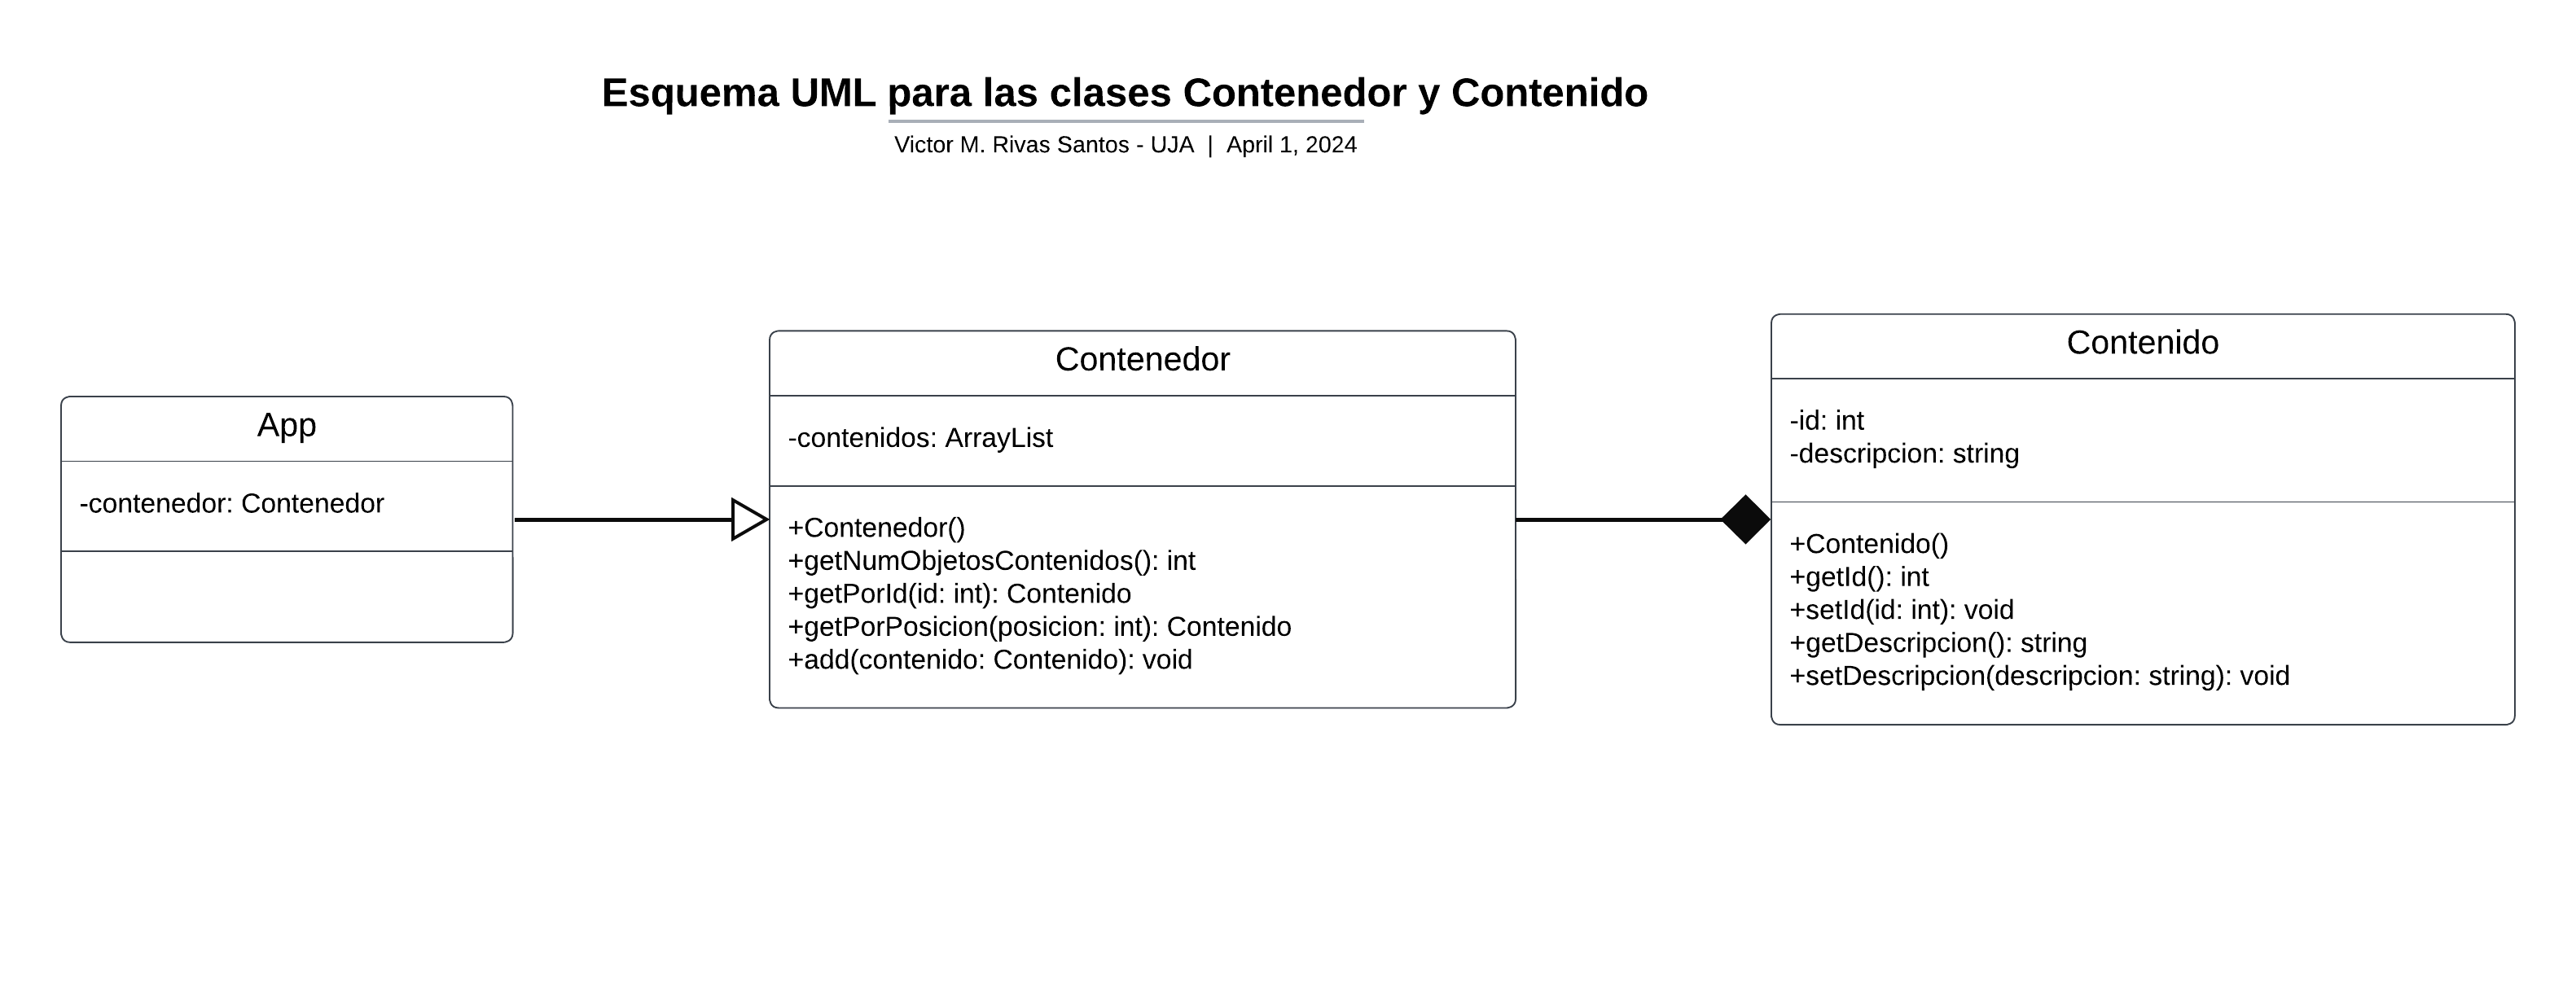 Esquema UML para las clases Contenedor y Contenido
Victor M. Rivas Santos - UJA | April 1, 2024
App
-contenedor: Contenedor
Contenedor
-contenidos: ArrayList
+Contenedor()
+getNumObjetosContenidos(): int
+getPorId(id: int): Contenido
+getPorPosicion(posicion: int): Contenido
+add(contenido: Contenido): void
Contenido
-id: int
-descripcion: string
+Contenido()
+getId(): int
+setId(id: int): void
+getDescripcion(): string
+setDescripcion(descripcion: string): void